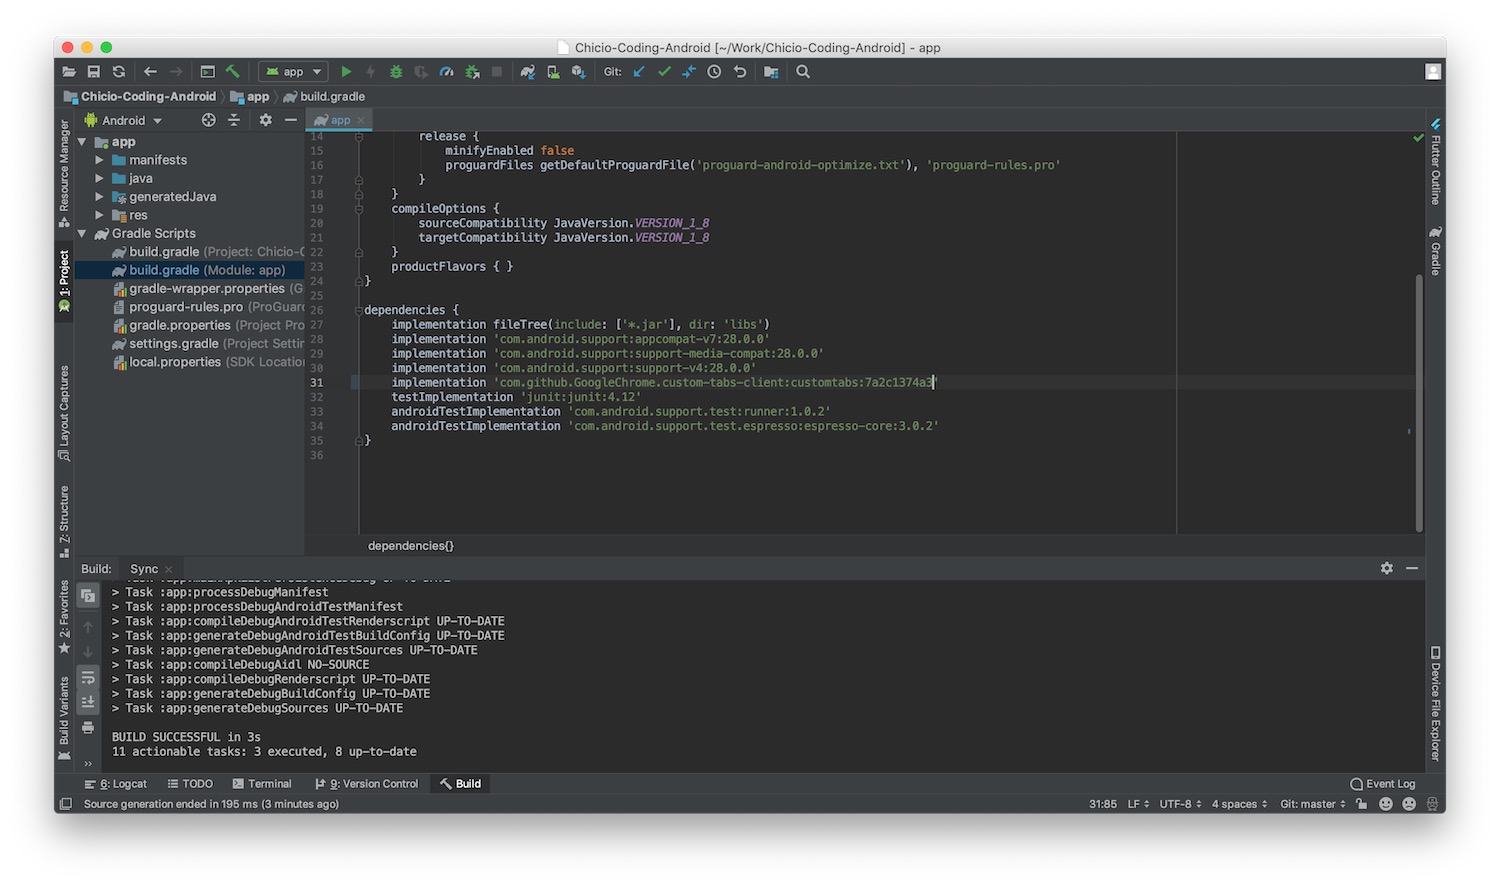 Chicio-Coding-Android [~/Work/Chicio-Coding-Android] - app
app
Git:
Chicio-Coding-Android
app
build.gradle
Android
app
Resource Manager
1: Project
Layout Captures
Z: Structure
2: Favorites
Build Variants
app
manifests
java
generatedJava
res
Gradle Scripts
build.gradle (Project: Chicio-C
build.gradle (Module: app)
gradle-wrapper.properties (G
proguard-rules.pro (ProGuar
gradle.properties (Project Pro
settings.gradle (Project Settir
local.properties (SDK Locatio
14 release {
15 minifyEnabled false
16 proguardFiles getDefaultProguardFile('proguard-android-optimize.txt'), 'proguard-rules.pro'
17 }
18 }
19 compileOptions {
20 sourceCompatibility JavaVersion.VERSION_1_8
21 targetCompatibility JavaVersion.VERSION_1_8
22 }
23 productFlavors { }
24 }
25
26 dependencies {
27 implementation fileTree(include: ['*.jar'], dir: 'libs')
28 implementation 'com.android.support:appcompat-v7:28.0.0'
29 implementation 'com.android.support:support-media-compat:28.0.0'
30 implementation 'com.android.support:support-v4:28.0.0'
31 implementation 'com.github.GoogleChrome.custom-tabs-client:customtabs:7a2c1374a3'
32 testImplementation 'junit:junit:4.12'
33 androidTestImplementation 'com.android.support.test:runner:1.0.2'
34 androidTestImplementation 'com.android.support.test.espresso:espresso-core:3.0.2'
35 }
36
dependencies{}
Flutter Outline
Gradle
Device File Explorer
Build:
Sync
> Task :app:processDebugManifest
> Task :app:processDebugAndroidTestManifest
> Task :app:compileDebugAndroidTestRenderscript UP-TO-DATE
> Task :app:generateDebugAndroidTestBuildConfig UP-TO-DATE
> Task :app:generateDebugAndroidTestSources UP-TO-DATE
> Task :app:compileDebugAidl NO-SOURCE
> Task :app:compileDebugRenderscript UP-TO-DATE
> Task :app:generateDebugBuildConfig UP-TO-DATE
> Task :app:generateDebugSources UP-TO-DATE
BUILD SUCCESSFUL in 3s
11 actionable tasks: 3 executed, 8 up-to-date
6: Logcat
TODO
Terminal
9: Version Control
Build
Event Log
Source generation ended in 195 ms (3 minutes ago)
31:85
LF
UTF-8
4 spaces
Git: master